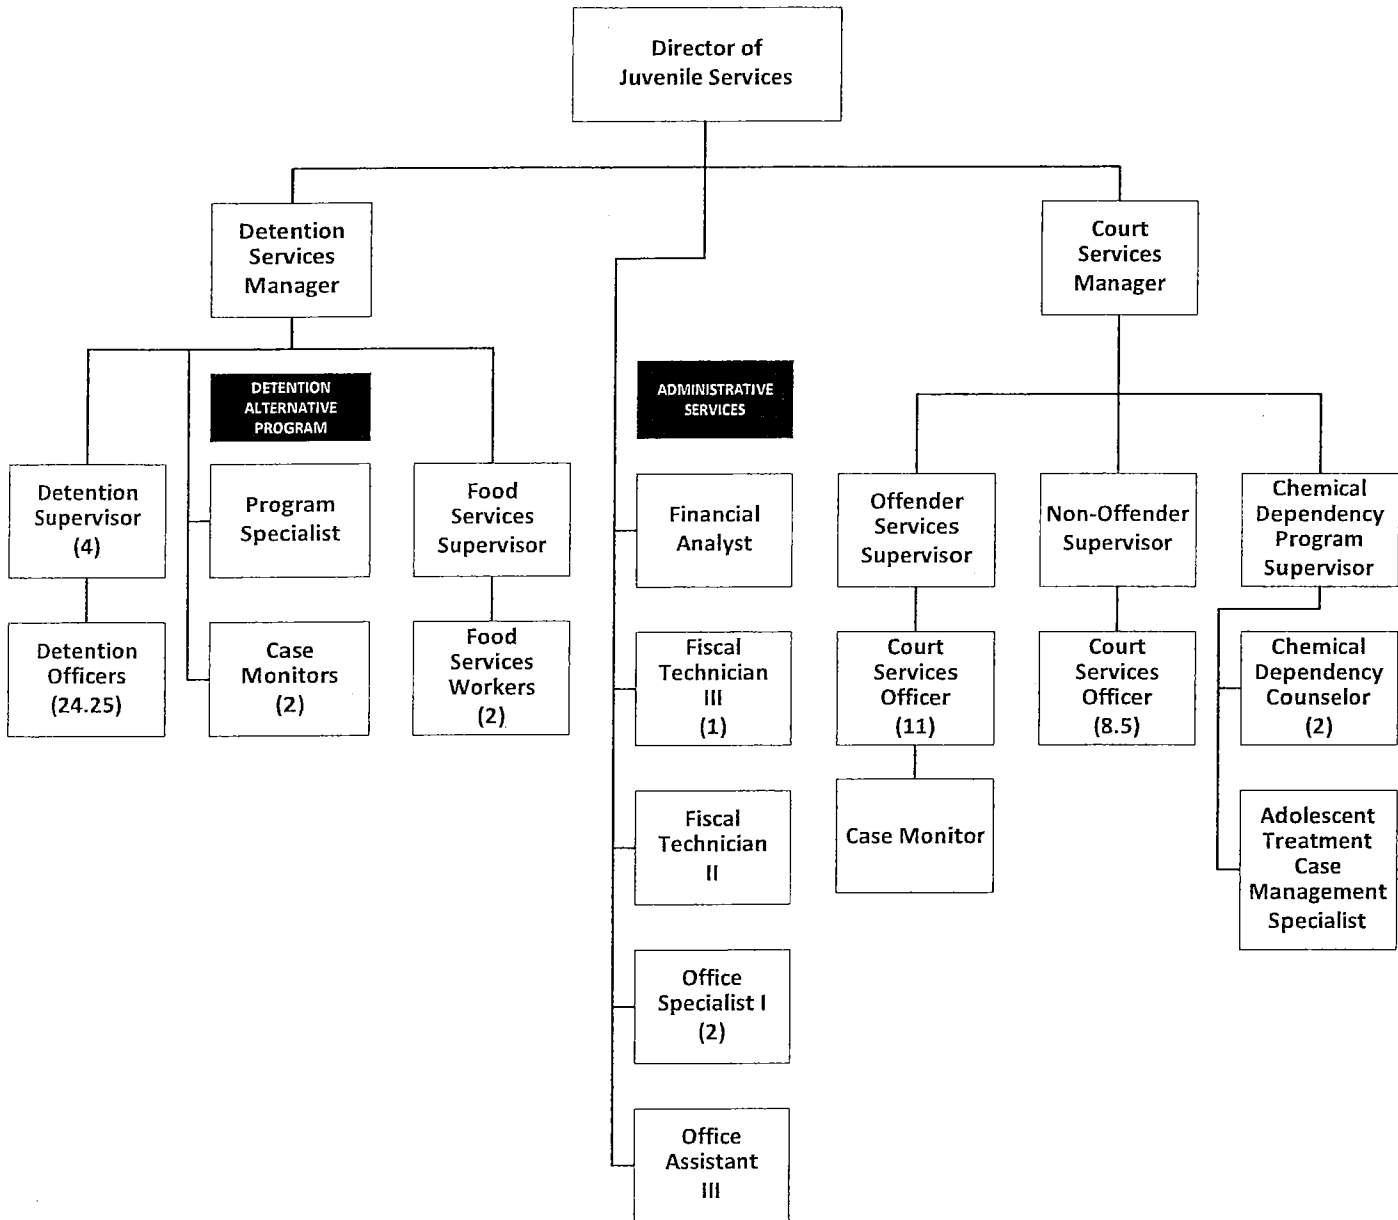 Director of
Juvenile Services
Detention
Services
Manager
Court
Services
Manager
DETENTION
ALTERNATIVE
PROGRAM
ADMINISTRATIVE
SERVICES
Detention
Supervisor
(4)
Program
Specialist
Food
Services
Supervisor
Financial
Analyst
Offender
Services
Supervisor
Non-Offender
Supervisor
Chemical
Dependency
Program
Supervisor
Detention
Officers
(24.25)
Case
Monitors
(2)
Food
Services
Workers
(2)
Fiscal
Technician
III
(1)
Court
Services
Officer
(11)
Court
Services
Officer
(8.5)
Chemical
Dependency
Counselor
(2)
Fiscal
Technician
II
Case Monitor
Adolescent
Treatment
Case
Management
Specialist
Office
Specialist I
(2)
Office
Assistant
III